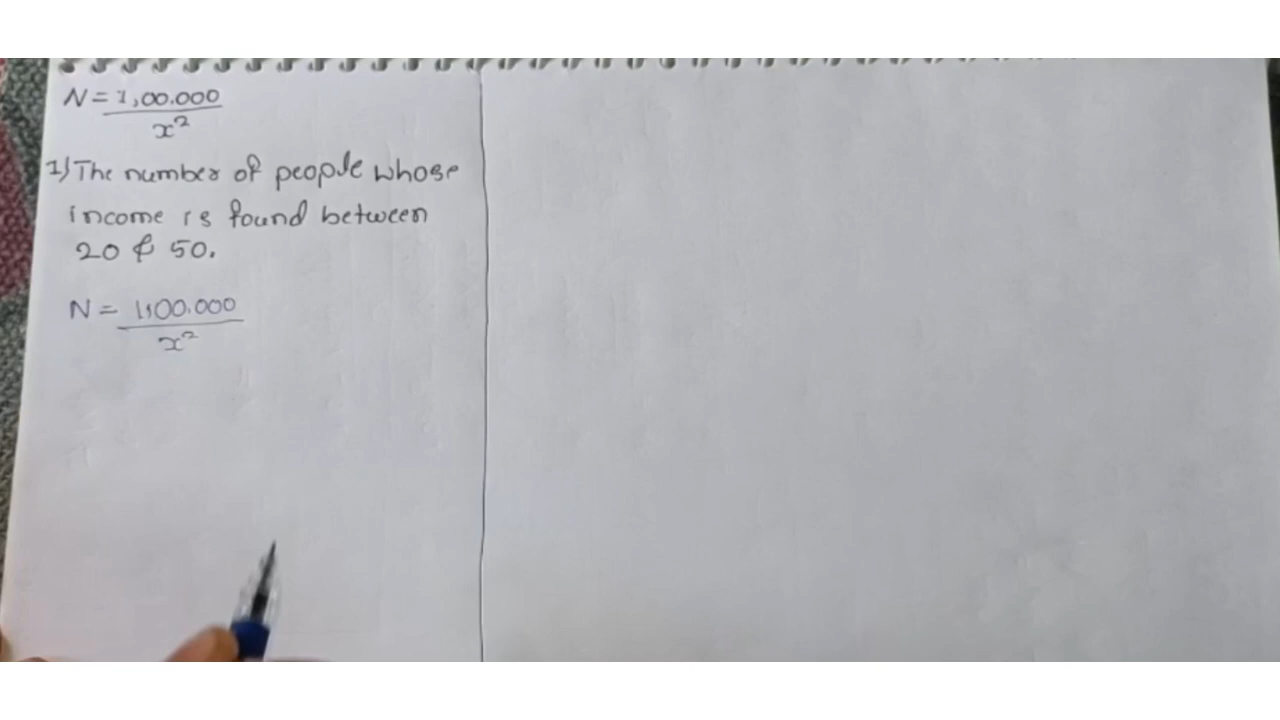 N = 1,00.000
x²
1) The number of people whose
income is found between
20 & 50.
N = 1,00.000
x²